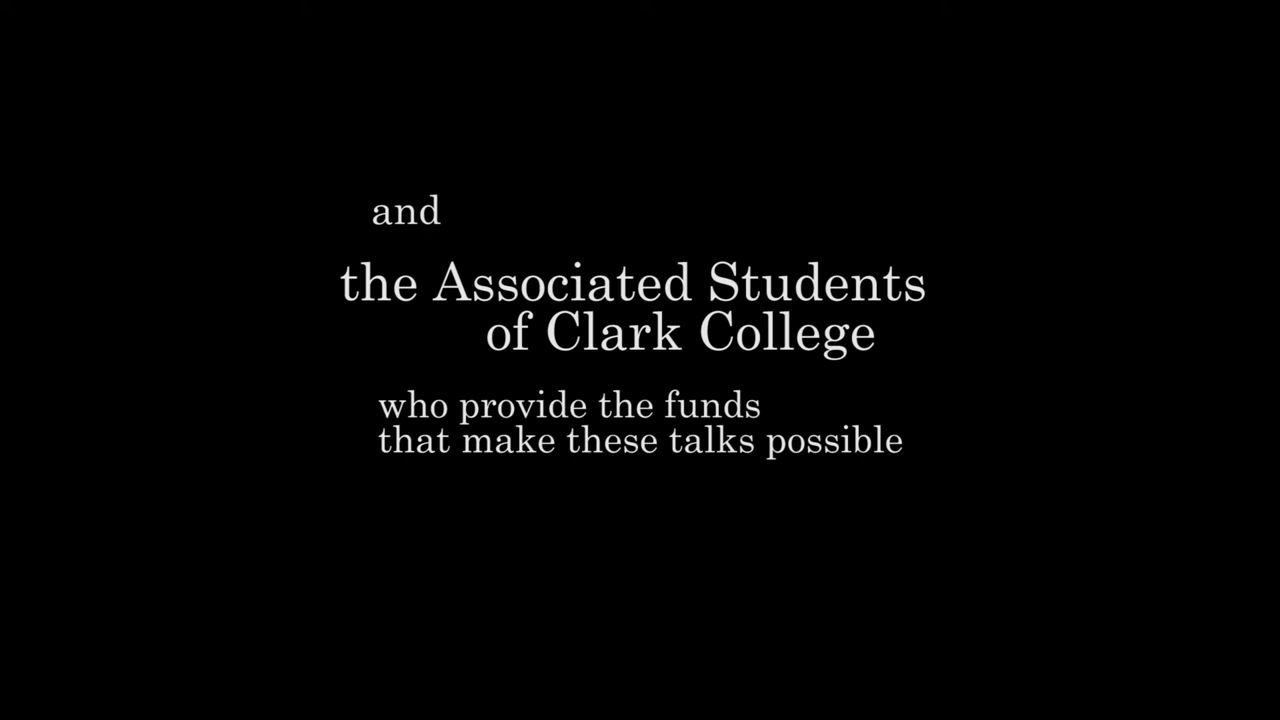 and
the Associated Students
of Clark College
who provide the funds
that make these talks possible